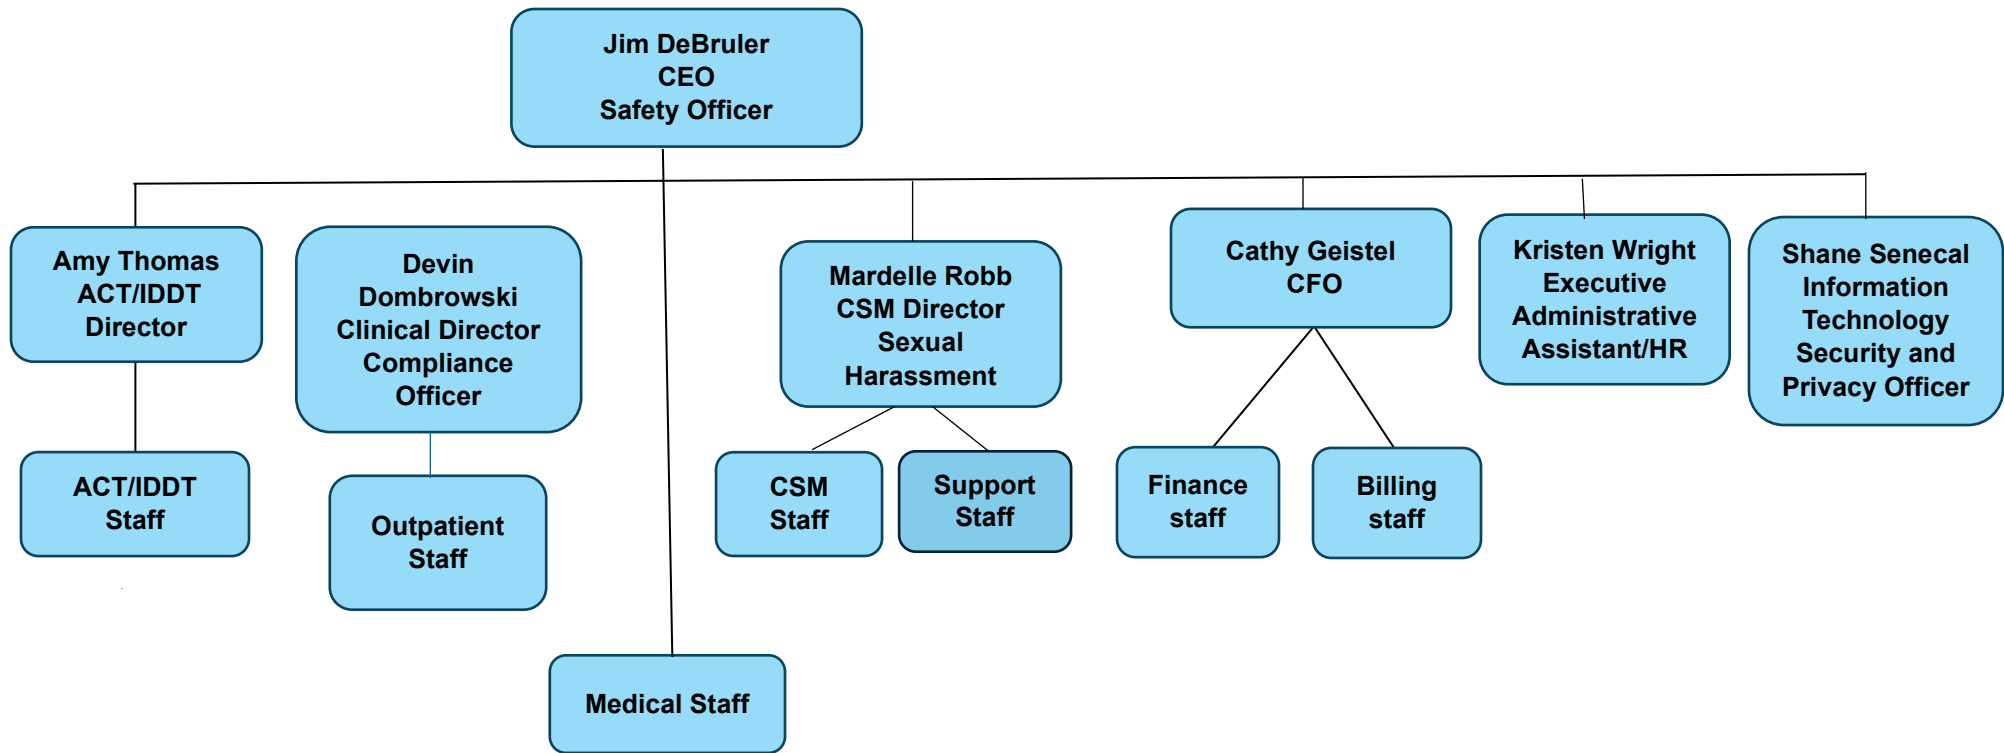 Jim DeBruler
CEO
Safety Officer
Amy Thomas
ACT/IDDT
Director
Devin
Dombrowski
Clinical Director
Compliance
Officer
Mardelle Robb
CSM Director
Sexual
Harassment
Cathy Geistel
CFO
Kristen Wright
Executive
Administrative
Assistant/HR
Shane Senecal
Information
Technology
Security and
Privacy Officer
ACT/IDDT
Staff
Outpatient
Staff
CSM
Staff
Support
Staff
Finance
staff
Billing
staff
Medical Staff